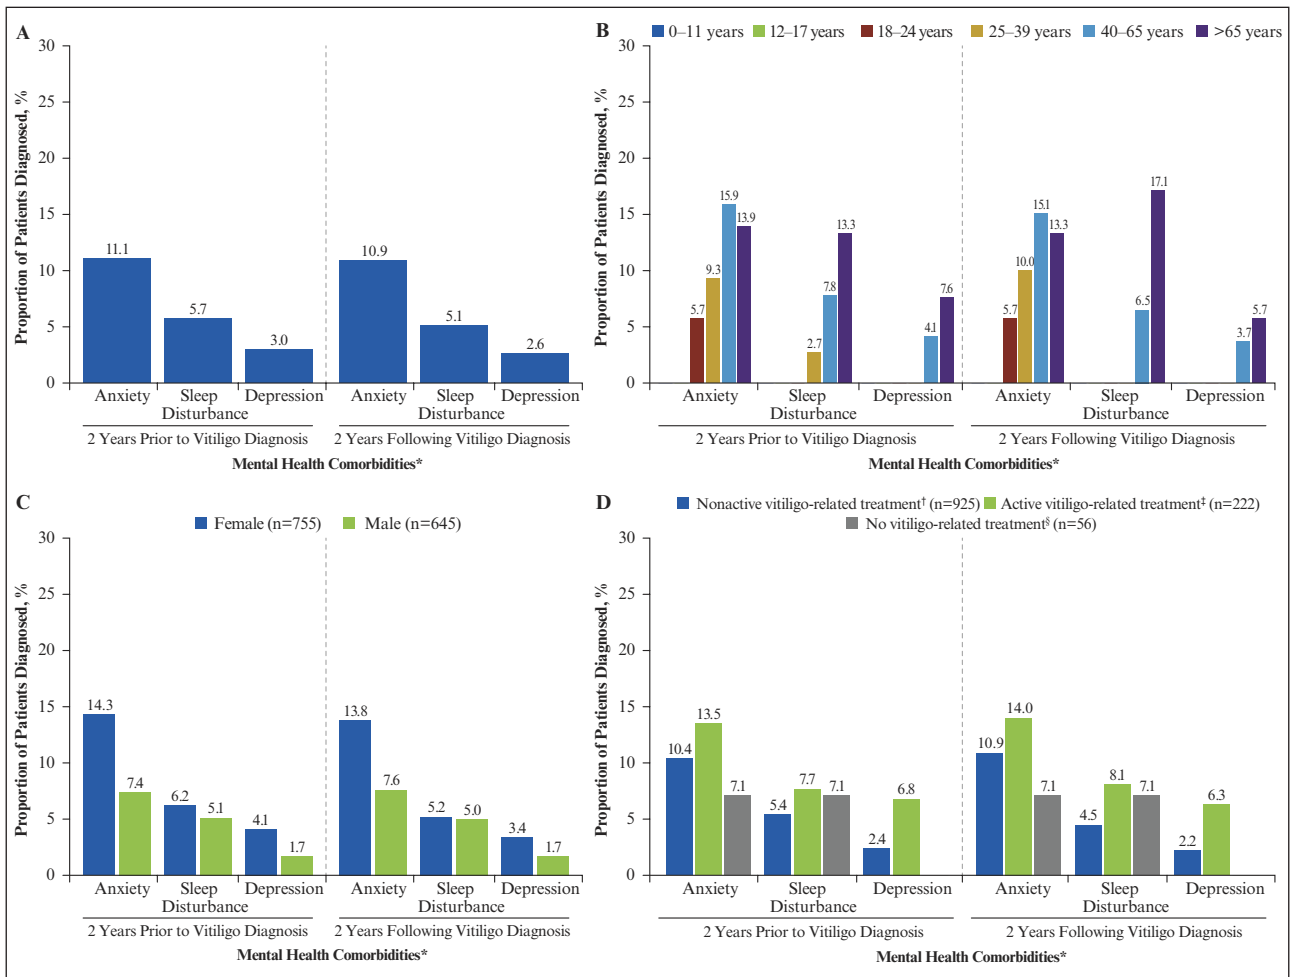 A
30
25
20
15
10
5
0
Proportion of Patients Diagnosed, %
11.1
5.7
3.0
10.9
5.1
2.6
Anxiety
Sleep
Disturbance
Depression
Anxiety
Sleep
Disturbance
Depression
2 Years Prior to Vitiligo Diagnosis
2 Years Following Vitiligo Diagnosis
Mental Health Comorbidities*
B
0–11 years 12–17 years 18–24 years 25–39 years 40–65 years >65 years
30
25
20
15
10
5
0
Proportion of Patients Diagnosed, %
5.7
9.3
15.9
13.9
2.7
7.8
13.3
4.1
7.6
5.7
10.0
15.1
13.3
6.5
17.1
3.7
5.7
Anxiety
Sleep
Disturbance
Depression
Anxiety
Sleep
Disturbance
Depression
2 Years Prior to Vitiligo Diagnosis
2 Years Following Vitiligo Diagnosis
Mental Health Comorbidities*
C
Female (n=755) Male (n=645)
30
25
20
15
10
5
0
Proportion of Patients Diagnosed, %
14.3
7.4
6.2
5.1
4.1
1.7
13.8
7.6
5.2
5.0
3.4
1.7
Anxiety
Sleep
Disturbance
Depression
Anxiety
Sleep
Disturbance
Depression
2 Years Prior to Vitiligo Diagnosis
2 Years Following Vitiligo Diagnosis
Mental Health Comorbidities*
D
Nonactive vitiligo-related treatment† (n=925) Active vitiligo-related treatment‡ (n=222)
No vitiligo-related treatment§ (n=56)
30
25
20
15
10
5
0
Proportion of Patients Diagnosed, %
10.4
13.5
7.1
5.4
7.7
7.1
2.4
6.8
10.9
14.0
7.1
4.5
8.1
7.1
2.2
6.3
Anxiety
Sleep
Disturbance
Depression
Anxiety
Sleep
Disturbance
Depression
2 Years Prior to Vitiligo Diagnosis
2 Years Following Vitiligo Diagnosis
Mental Health Comorbidities*